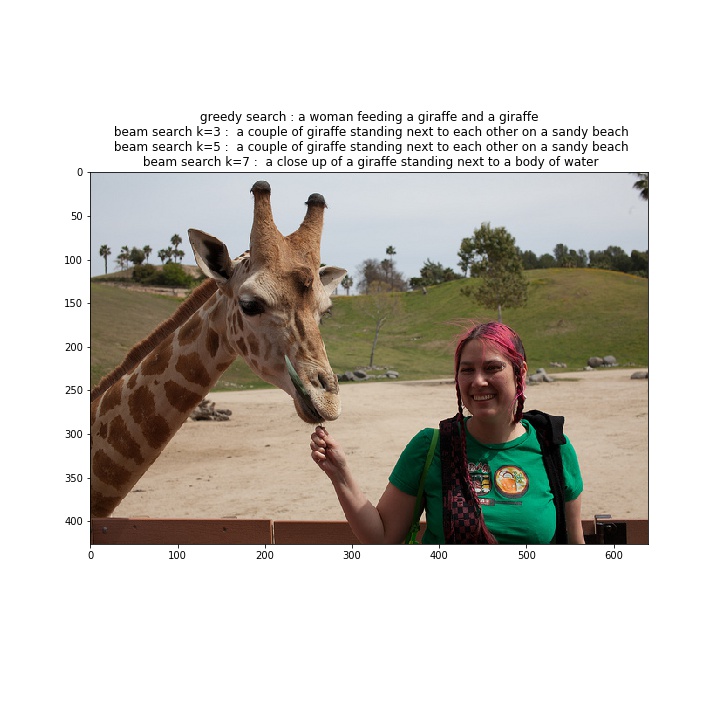 greedy search : a woman feeding a giraffe and a giraffe
beam search k=3 : a couple of giraffe standing next to each other on a sandy beach
beam search k=5 : a couple of giraffe standing next to each other on a sandy beach
beam search k=7 : a close up of a giraffe standing next to a body of water
0
50
100
150
200
250
300
350
400
0 100 200 300 400 500 600